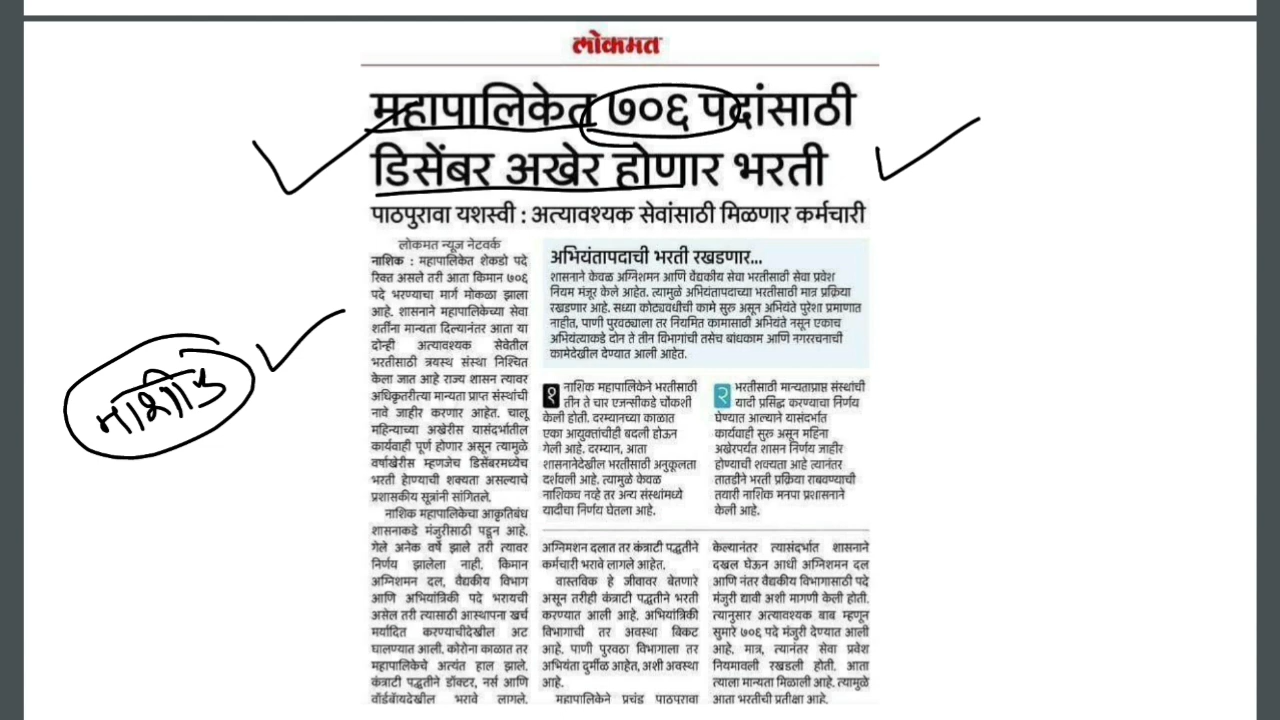 लोकमत
महापालिकेत ७०६ पदांसाठी
डिसेंबर अखेर होणार भरती
पाठपुरावा यशस्वी : अत्यावश्यक सेवांसाठी मिळणार कर्मचारी
लोकमत न्यूज नेटवर्क
नाशिक : महापालिकेत शेकडो पदे
रिक्त असले तरी आता किमान ७०६
पदे भरण्याचा मार्ग मोकळा झाला
आहे. शासनाने महापालिकेच्या सेवा
शर्तींना मान्यता दिल्यानंतर आता या
दोन्ही अत्यावश्यक सेवेतील
भरतीसाठी त्रयस्थ संस्था निश्चित
केला जात आहे राज्य शासन त्यावर
अधिकृतरीत्या मान्यता प्राप्त संस्थांची
नावे जाहीर करणार आहेत. चालू
महिन्याच्या अखेरीस यासंदर्भातील
कार्यवाही पूर्ण होणार असून त्यामुळे
वर्षाखेरीस म्हणजेच डिसेंबरमध्येच
भरती हेाण्याची शक्यता असल्याचे
प्रशासकीय सूत्रांनी सांगितले.
नाशिक महापालिकेचा आकृतिबंध
शासनाकडे मंजुरीसाठी पडून आहे.
गेले अनेक वर्षे झाले तरी त्यावर
निर्णय झालेला नाही. किमान
अग्निशमन दल, वैद्यकीय विभाग
आणि अभियांत्रिकी पदे भरायची
असेल तरी त्यासाठी आस्थापना खर्च
मर्यादित करण्याचीदेखील अट
घालण्यात आली. कोरोना काळात तर
महापालिकेचे अत्यंत हाल झाले.
कंत्राटी पद्धतीने डॉक्टर, नर्स आणि
वॉर्डबॉयदेखील भरावे लागले.
अभियंतापदाची भरती रखडणार...
शासनाने केवळ अग्निशमन आणि वैद्यकीय सेवा भरतीसाठी सेवा प्रवेश
नियम मंजूर केले आहेत. त्यामुळे अभियंतापदाच्या भरतीसाठी मात्र प्रक्रिया
रखडणार आहे. सध्या कोट्यवधींची कामे सुरु असून अभियंते पुरेशा प्रमाणात
नाहीत, पाणी पुरवठ्याला तर नियमित कामासाठी अभियंते नसून एकाच
अभियंत्याकडे दोन ते तीन विभागांची तसेच बांधकाम आणि नगररचनाची
कामेदेखील देण्यात आली आहेत.
१ नाशिक महापालिकेने भरतीसाठी
तीन ते चार एजन्सीकडे चौकशी
केली होती. दरम्यानच्या काळात
एका आयुक्तांचीही बदली होऊन
गेली आहे. दरम्यान, आता
शासनानेदेखील भरतीसाठी अनुकूलता
दर्शवली आहे. त्यामुळे केवळ
नाशिकच नव्हे तर अन्य संस्थांमध्ये
यादीचा निर्णय घेतला आहे.
२ भरतीसाठी मान्यताप्राप्त संस्थांची
यादी प्रसिद्ध करण्याचा निर्णय
घेण्यात आल्याने यासंदर्भात
कार्यवाही सुरु असून महिना
अखेरपर्यंत शासन निर्णय जाहीर
होण्याची शक्यता आहे त्यानंतर
तातडीने भरती प्रक्रिया राबवण्याची
तयारी नाशिक मनपा प्रशासनाने
केली आहे.
अग्निमशन दलात तर कंत्राटी पद्धतीने
कर्मचारी भरावे लागले आहेत.
वास्तविक हे जीवावर बेतणारे
असून तरीही कंत्राटी पद्धतीने भरती
करण्यात आली आहे. अभियांत्रिकी
विभागाची तर अवस्था बिकट
आहे. पाणी पुरवठा विभागाला तर
अभियंता दुर्मीळ आहेत, अशी अवस्था
आहे.
महापालिकेने प्रचंड पाठपुरावा
केल्यानंतर त्यासंदर्भात शासनाने
दखल घेऊन आधी अग्निशमन दल
आणि नंतर वैद्यकीय विभागासाठी पदे
मंजुरी द्यावी अशी मागणी केली होती.
त्यानुसार अत्यावश्यक बाब म्हणून
सुमारे ७०६ पदे मंजुरी देण्यात आली
आहे. मात्र, त्यानंतर सेवा प्रवेश
नियमावली रखडली होती. आता
त्याला मान्यता मिळाली आहे. त्यामुळे
आता भरतीची प्रतीक्षा आहे.